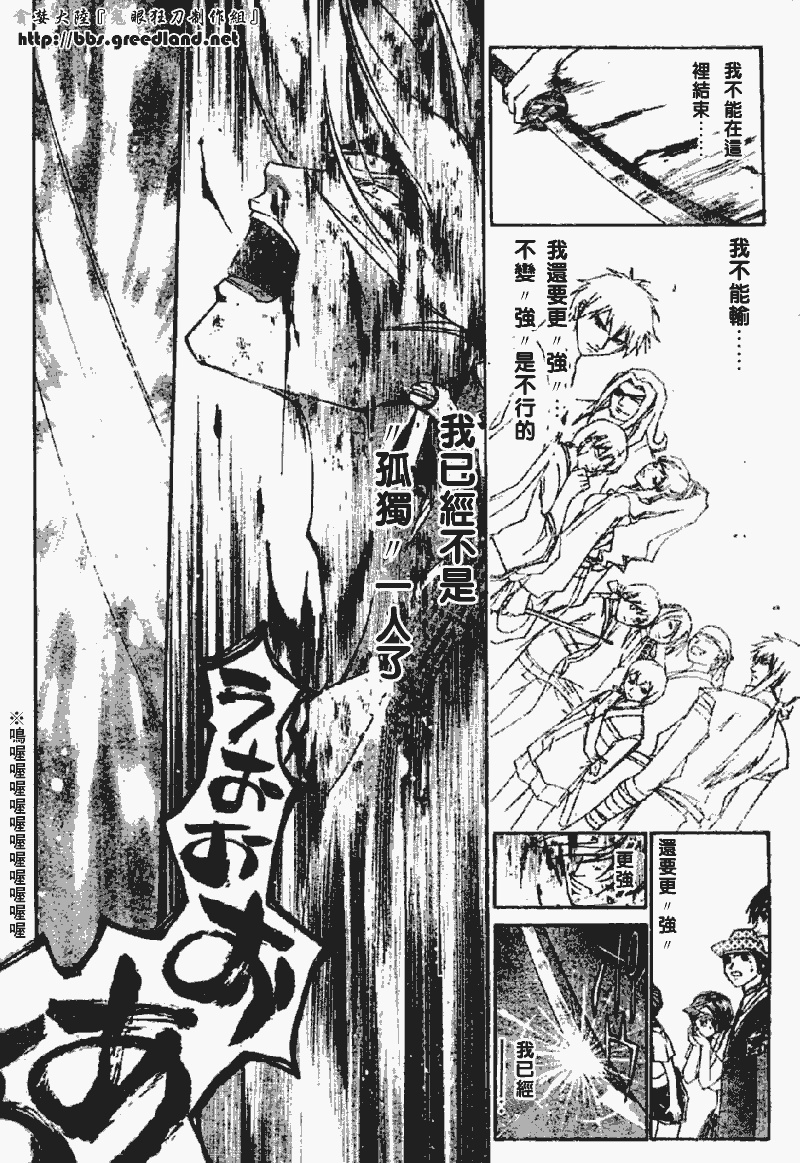 貪婪大陸『鬼眼狂刀制作組』
http://bbs.greedland.net
我不能在這
裡結束……
我不能輸……
我還要更〃強〃…
不變〃強〃是不行的
還要更〃強〃
更強
我已經──。
我已經不是
〃孤獨〃一人了
うおおおあ
※鳴喔喔喔喔喔喔喔喔喔喔